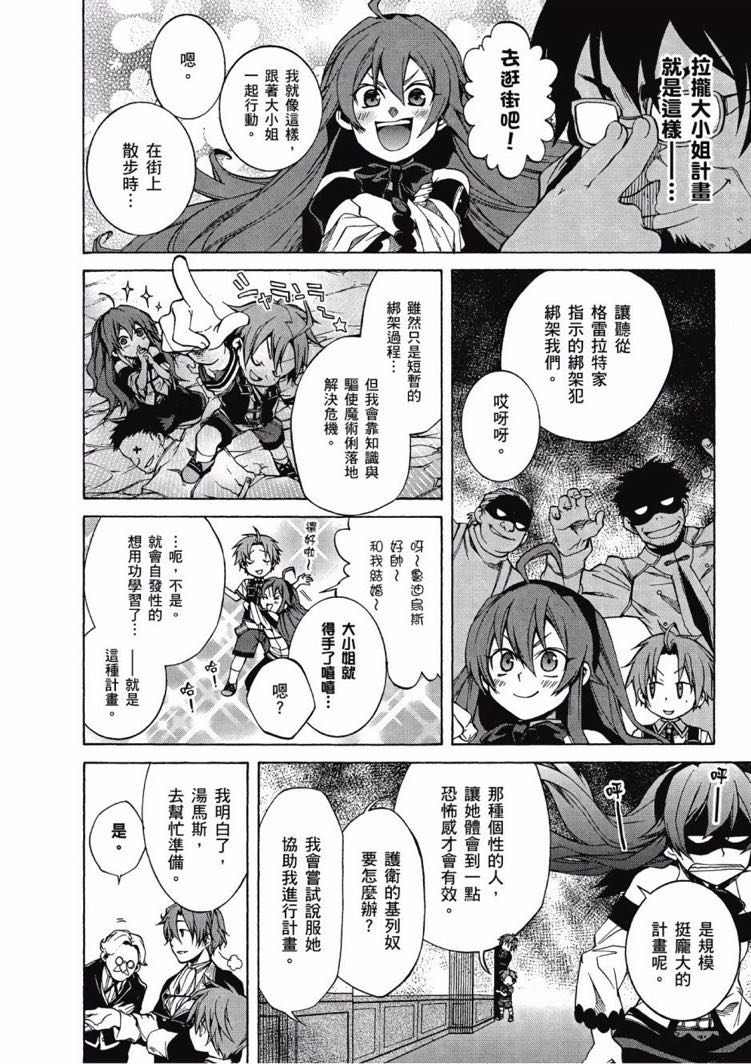 拉攏大小姐計畫
就是這樣——…
去逛街吧！
我就像這樣，
跟著大小姐
一起行動。
嗯。
在街上
散步時…
讓聽從
格雷拉特家
指示的綁架犯
綁架我們。
哎呀呀。
雖然只是短暫的
綁架過程…
但我會靠知識與
驅使魔術俐落地
解決危機。
ジャラララ～ン☆
呀～魯迪烏斯
好帥～
和我結婚～
還好啦～
大小姐就
得手了嘻嘻…
嗯？
哈！
哈！
…呃，不是。
就會自發性的
想用功學習了…
——就是
這種計畫。
呼
呼
是規模
挺龐大的
計畫呢。
那種個性的人，
讓她體會到一點
恐怖感才會有效。
護衛的基列奴
要怎麼辦？
我會嘗試說服她
協助我進行計畫。
我明白了，
湯馬斯，
去幫忙準備。
是。